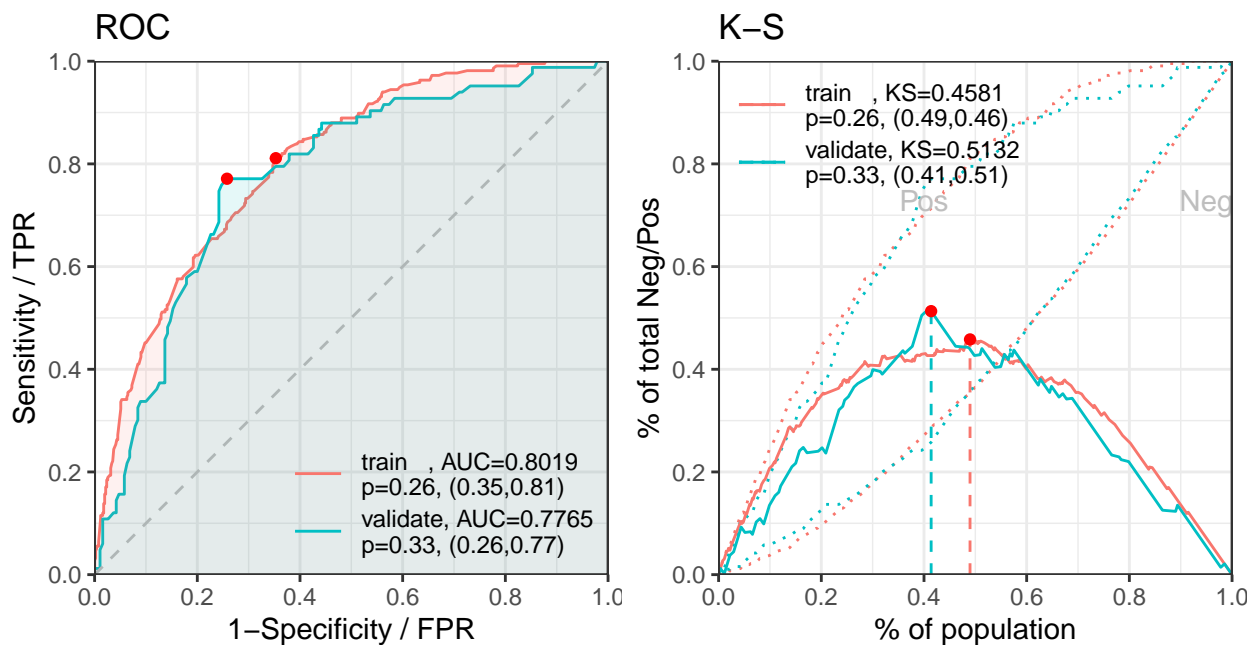 ROC
1.0
0.8
0.6
0.4
0.2
0.0
Sensitivity / TPR
train , AUC=0.8019
p=0.26, (0.35,0.81)
validate, AUC=0.7765
p=0.33, (0.26,0.77)
0.0 0.2 0.4 0.6 0.8 1.0
1−Specificity / FPR
K−S
1.0
0.8
0.6
0.4
0.2
0.0
% of total Neg/Pos
train , KS=0.4581
p=0.26, (0.49,0.46)
validate, KS=0.5132
p=0.33, (0.41,0.51)
Pos
Neg
0.0 0.2 0.4 0.6 0.8 1.0
% of population